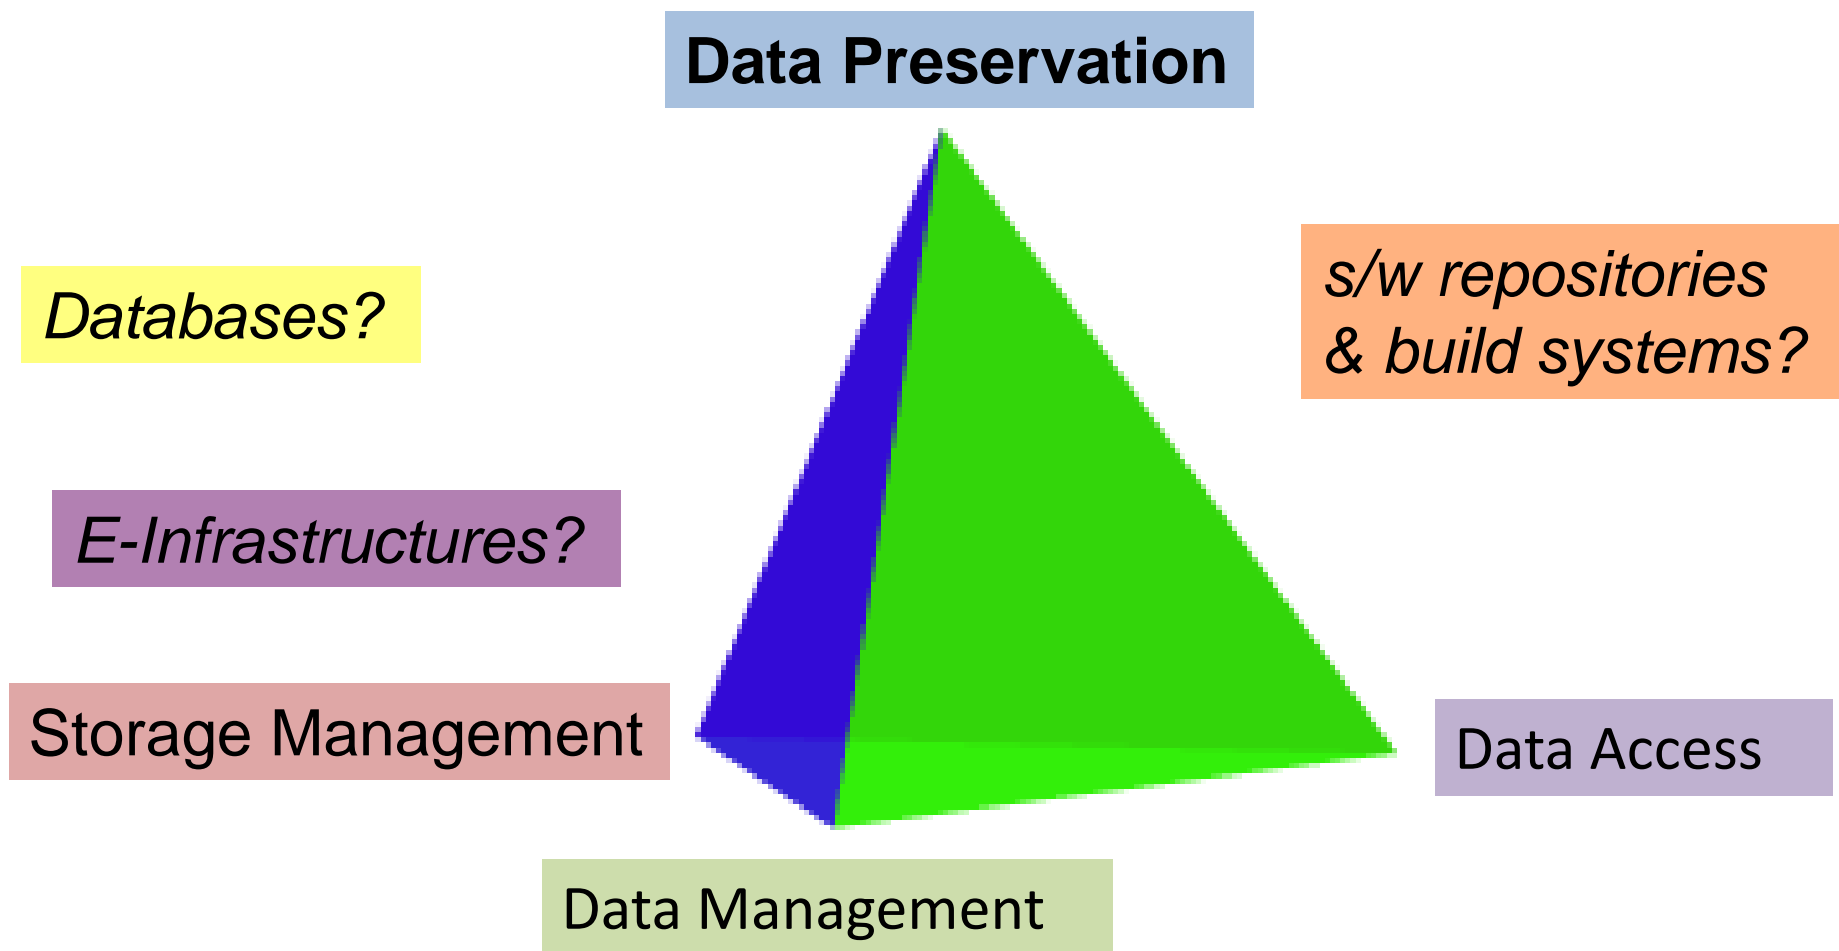 Data Preservation
Databases?
s/w repositories
& build systems?
E-Infrastructures?
Storage Management
Data Access
Data Management